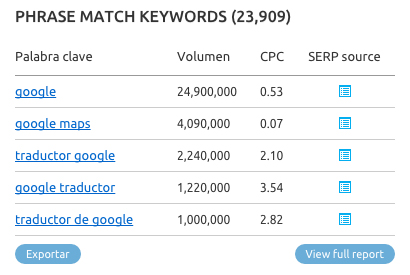 PHRASE MATCH KEYWORDS (23,909)
Palabra clave Volumen CPC SERP source
google 24,900,000 0.53
google maps 4,090,000 0.07
traductor google 2,240,000 2.10
google traductor 1,220,000 3.54
traductor de google 1,000,000 2.82
Exportar View full report